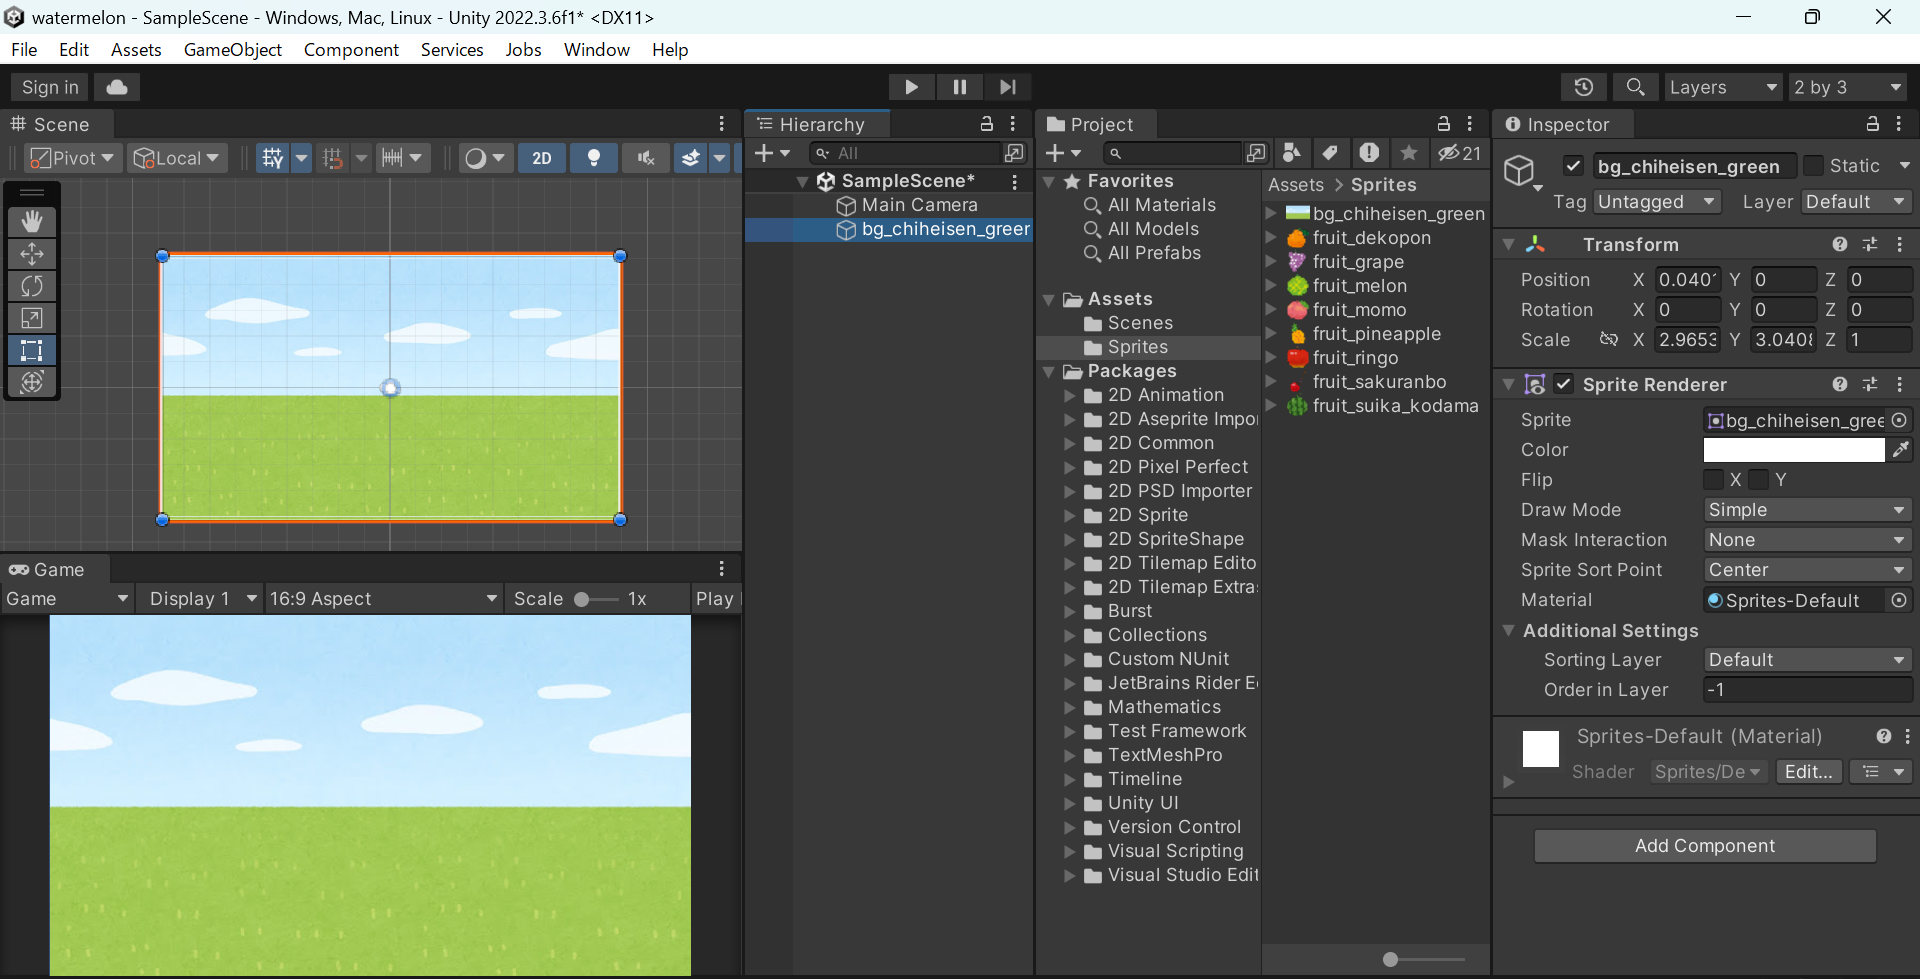 watermelon - SampleScene - Windows, Mac, Linux - Unity 2022.3.6f1* <DX11>
File Edit Assets GameObject Component Services Jobs Window Help
Sign in
Layers
2 by 3
Scene
Pivot
Local
2D
Game
Game
Display 1
16:9 Aspect
Scale
1x
Play
Hierarchy
All
SampleScene*
Main Camera
bg_chiheisen_greer
Project
21
Favorites
All Materials
All Models
All Prefabs
Assets
Scenes
Sprites
Packages
2D Animation
2D Aseprite Impo
2D Common
2D Pixel Perfect
2D PSD Importer
2D Sprite
2D SpriteShape
2D Tilemap Edito
2D Tilemap Extra
Burst
Collections
Custom NUnit
JetBrains Rider E
Mathematics
Test Framework
TextMeshPro
Timeline
Unity UI
Version Control
Visual Scripting
Visual Studio Edit
Assets > Sprites
bg_chiheisen_green
fruit_dekopon
fruit_grape
fruit_melon
fruit_momo
fruit_pineapple
fruit_ringo
fruit_sakuranbo
fruit_suika_kodama
Inspector
bg_chiheisen_green
Static
Tag Untagged
Layer Default
Transform
Position X 0.040 Y 0 Z 0
Rotation X 0 Y 0 Z 0
Scale X 2.9653 Y 3.040 Z 1
Sprite Renderer
Sprite bg_chiheisen_gree
Color
Flip X Y
Draw Mode Simple
Mask Interaction None
Sprite Sort Point Center
Material Sprites-Default
Additional Settings
Sorting Layer Default
Order in Layer -1
Sprites-Default (Material)
Shader Sprites/De Edit...
Add Component